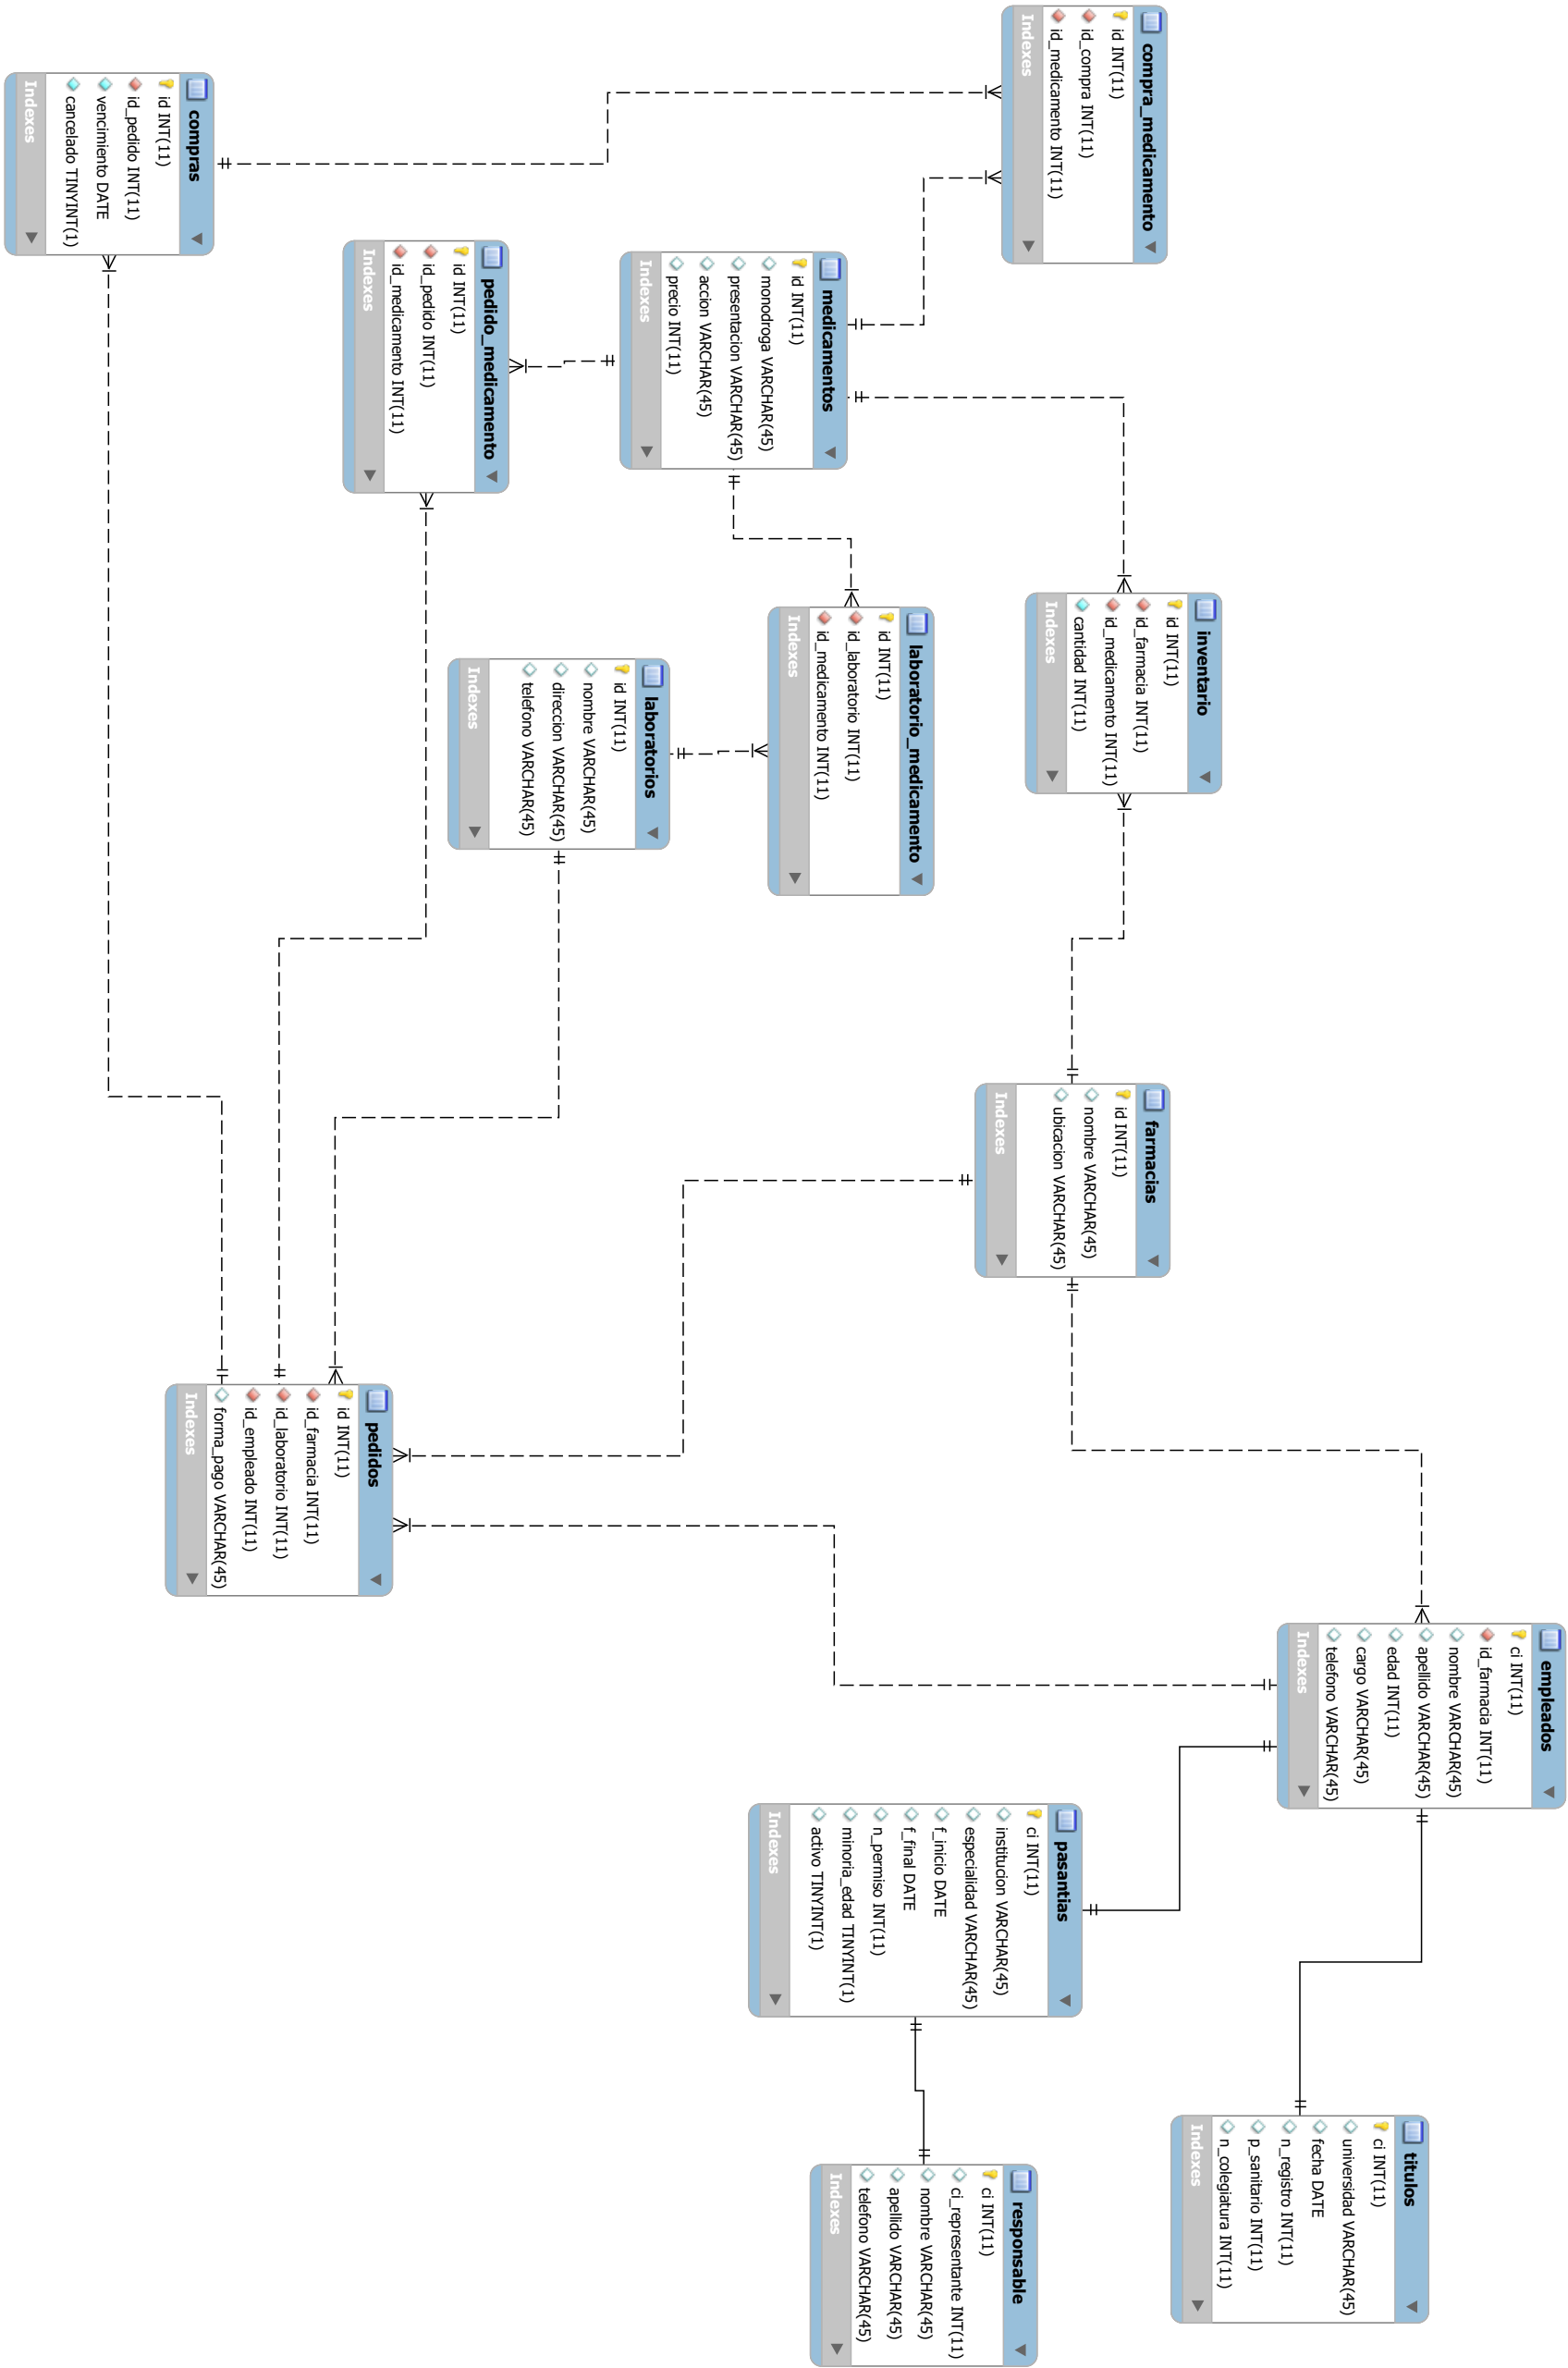 compra_medicamento
id INT(11)
id_compra INT(11)
id_medicamento INT(11)
Indexes
compras
id INT(11)
id_pedido INT(11)
vencimiento DATE
cancelado TINYINT(1)
Indexes
medicamentos
id INT(11)
monodroga VARCHAR(45)
presentacion VARCHAR(45)
accion VARCHAR(45)
precio INT(11)
Indexes
pedido_medicamento
id INT(11)
id_pedido INT(11)
id_medicamento INT(11)
Indexes
inventario
id INT(11)
id_farmacia INT(11)
id_medicamento INT(11)
cantidad INT(11)
Indexes
laboratorio_medicamento
id INT(11)
id_laboratorio INT(11)
id_medicamento INT(11)
Indexes
laboratorios
id INT(11)
nombre VARCHAR(45)
direccion VARCHAR(45)
telefono VARCHAR(45)
Indexes
farmacias
id INT(11)
nombre VARCHAR(45)
ubicacion VARCHAR(45)
Indexes
pedidos
id INT(11)
id_farmacia INT(11)
id_laboratorio INT(11)
id_empleado INT(11)
forma_pago VARCHAR(45)
Indexes
empleados
ci INT(11)
id_farmacia INT(11)
nombre VARCHAR(45)
apellido VARCHAR(45)
edad INT(11)
cargo VARCHAR(45)
telefono VARCHAR(45)
Indexes
pasantias
ci INT(11)
institucion VARCHAR(45)
especialidad VARCHAR(45)
f_inicio DATE
f_final DATE
n_permiso INT(11)
minoria_edad TINYINT(1)
activo TINYINT(1)
Indexes
titulos
ci INT(11)
universidad VARCHAR(45)
fecha DATE
n_registro INT(11)
p_sanitario INT(11)
n_colegiatura INT(11)
Indexes
responsable
ci INT(11)
ci_representante INT(11)
nombre VARCHAR(45)
apellido VARCHAR(45)
telefono VARCHAR(45)
Indexes